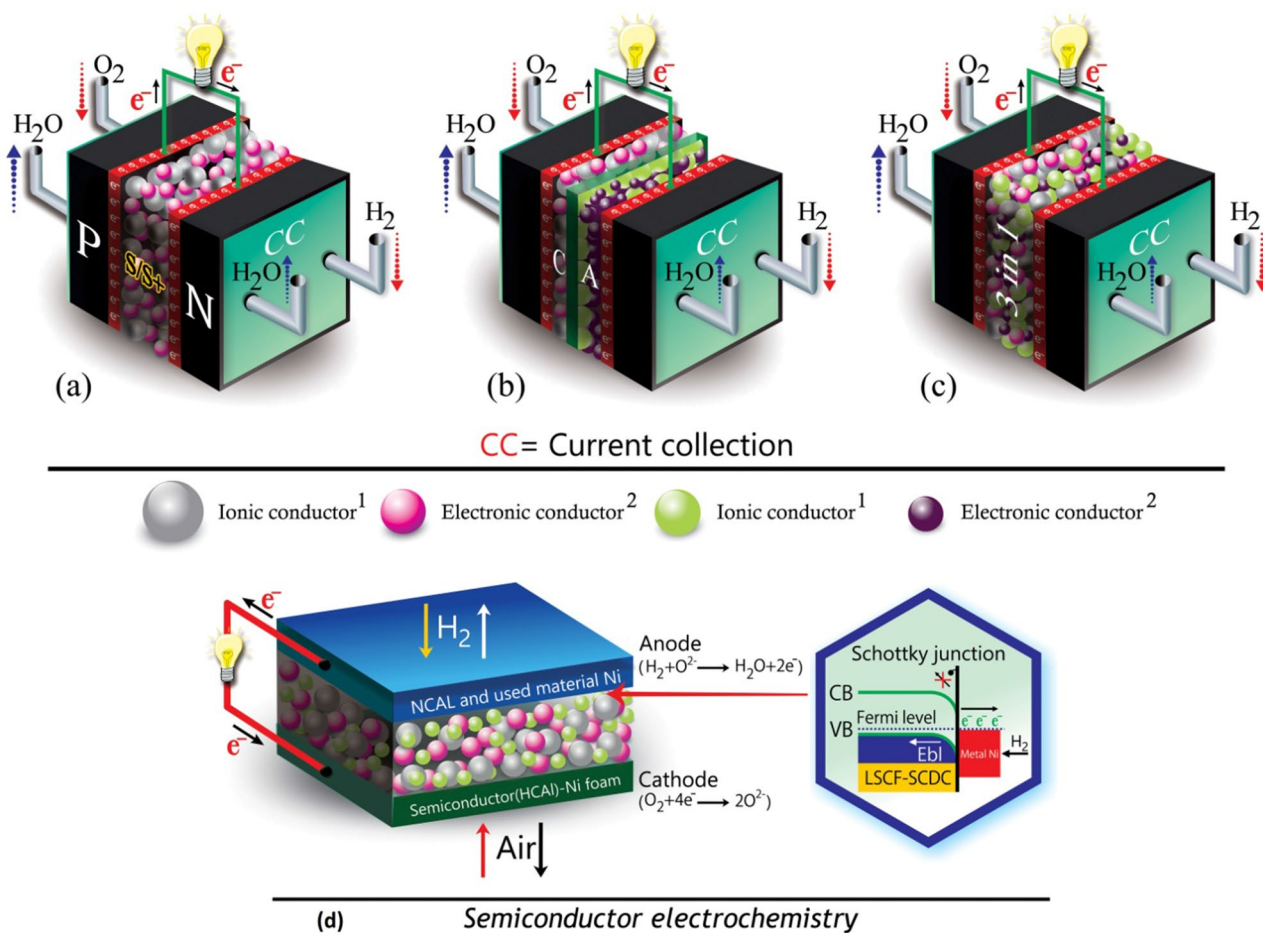 O₂
H₂O
e⁻
e⁻
H₂
CC
H₂O
P
S/S+
N
(a)
O₂
H₂O
e⁻
e⁻
H₂
CC
H₂O
C
A
(b)
O₂
H₂O
e⁻
e⁻
H₂
CC
H₂O
3 in 1
(c)
CC= Current collection
Ionic conductor¹
Electronic conductor²
Ionic conductor¹
Electronic conductor²
e⁻
e⁻
H₂
NCAL and used material Ni
Semiconductor(HCAl)-Ni foam
Air
Anode
(H₂+O²⁻⟶ H₂O+2e⁻)
Cathode
(O₂+4e⁻⟶ 2O²⁻)
Schottky junction
CB
Fermi level
VB
e⁻ e⁻ e⁻
EbI
Metal Ni
H₂
LSCF-SCDC
(d) Semiconductor electrochemistry